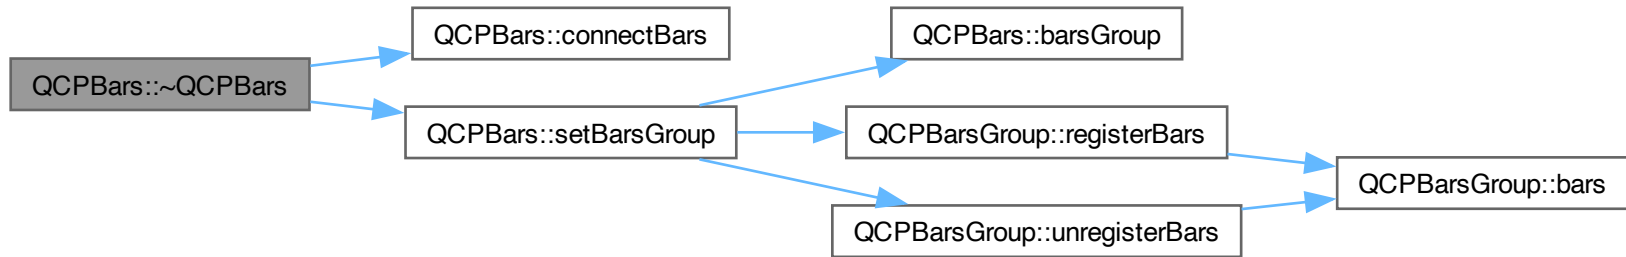 QCPBars::~QCPBars
QCPBars::connectBars
QCPBars::setBarsGroup
QCPBars::barsGroup
QCPBarsGroup::registerBars
QCPBarsGroup::unregisterBars
QCPBarsGroup::bars